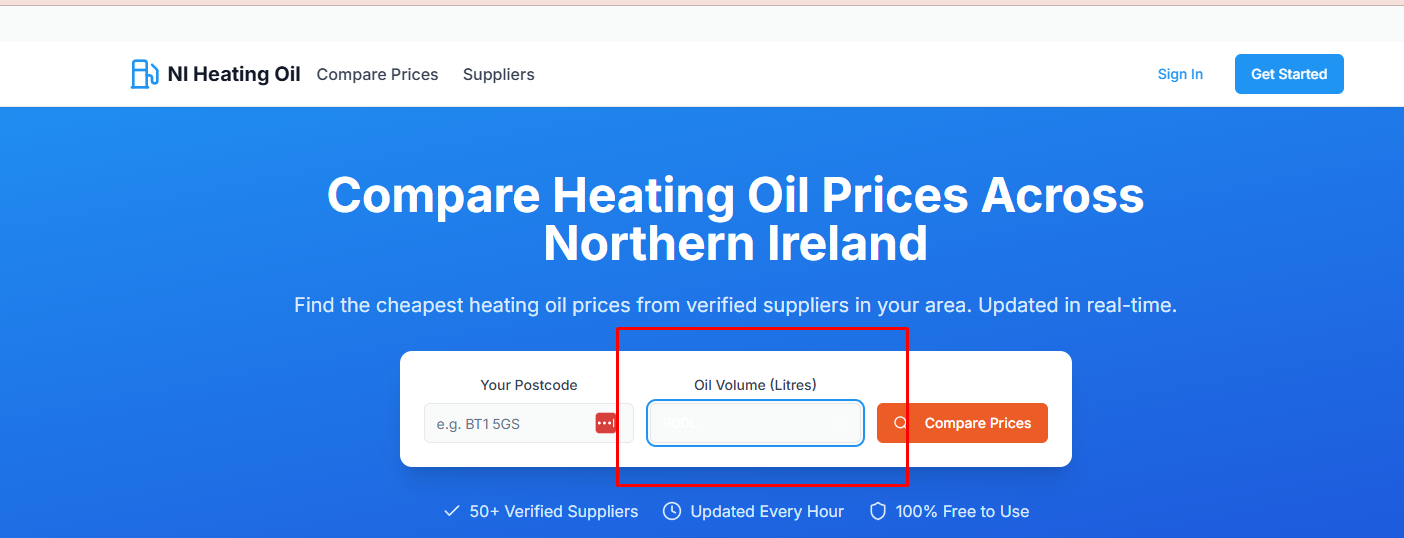 NI Heating Oil Compare Prices Suppliers Sign In Get Started
Compare Heating Oil Prices Across
Northern Ireland
Find the cheapest heating oil prices from verified suppliers in your area. Updated in real-time.
Your Postcode Oil Volume (Litres)
e.g. BT1 5GS Compare Prices
50+ Verified Suppliers Updated Every Hour 100% Free to Use